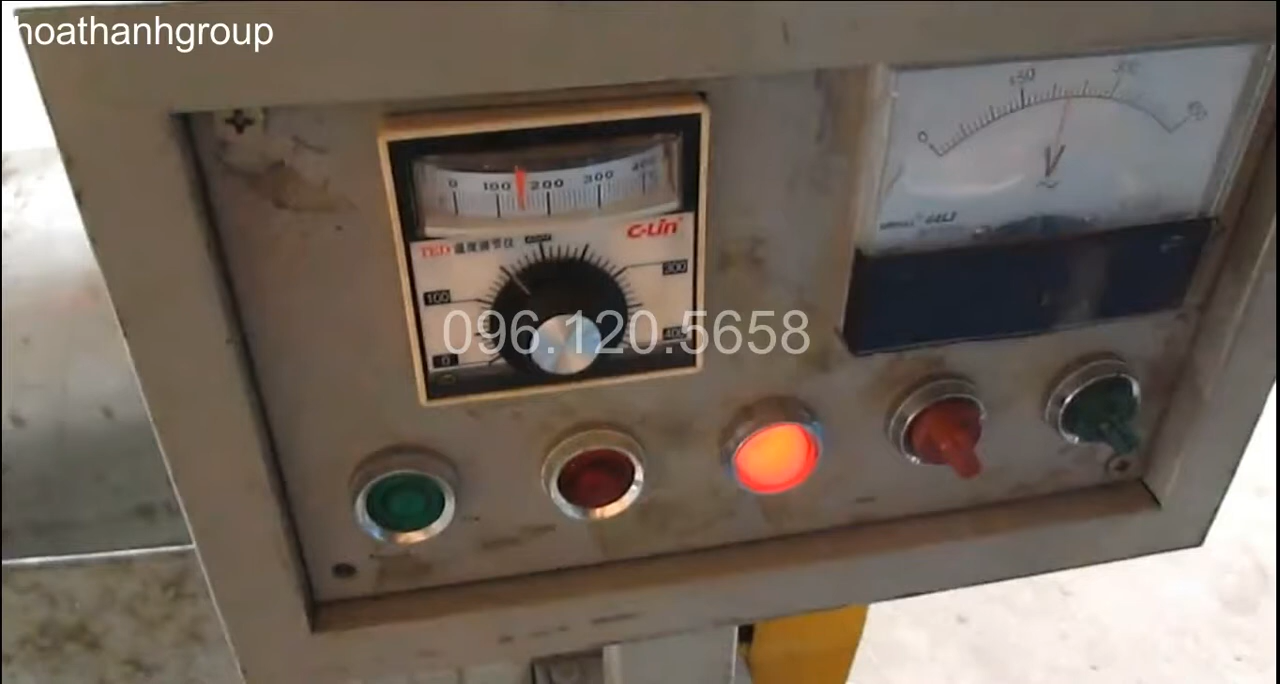 hoathanhgroup
0 100 200 300 400
°C
C-Lin
TED 温度调节仪
100
300
0
400
096.120.5658
0
V
~